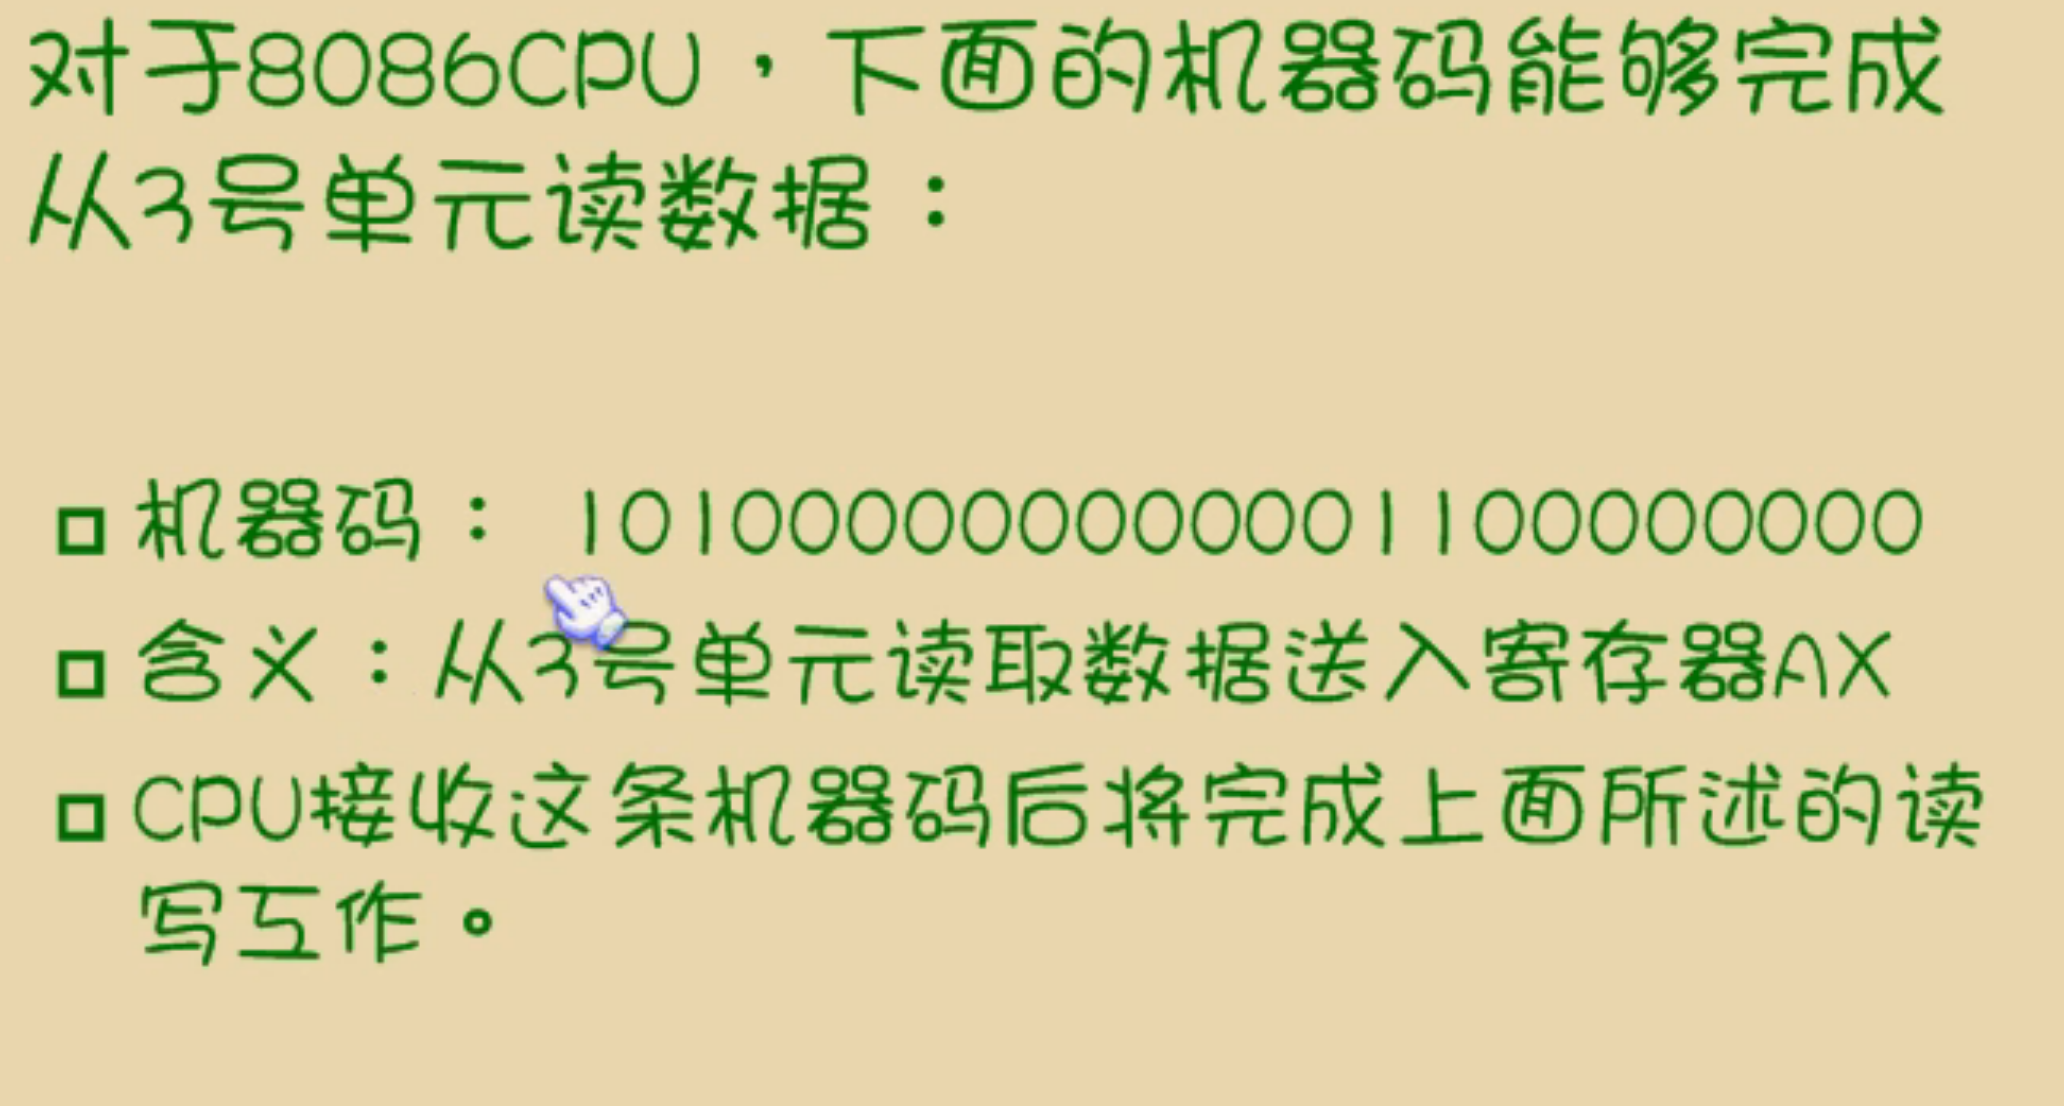 对于8086CPU，下面的机器码能够完成
从3号单元读数据：
机器码： 101000000000001100000000
含义：从3号单元读取数据送入寄存器AX
CPU接收这条机器码后将完成上面所述的读
写工作。